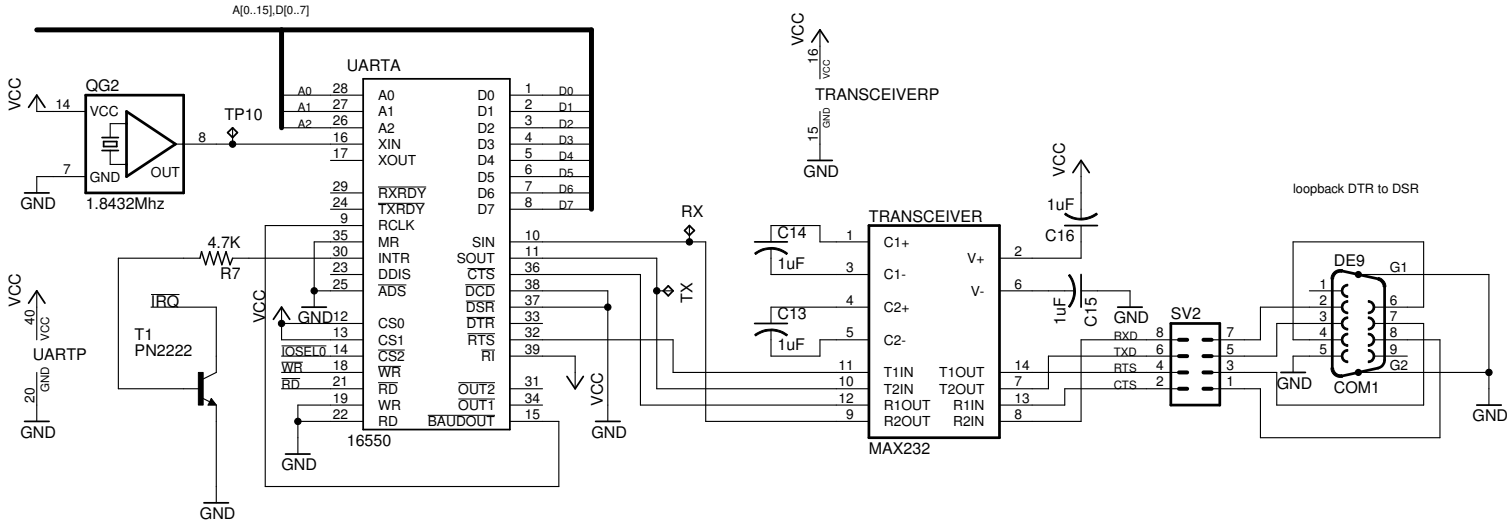 A[0..15],D[0..7]
VCC
14
QG2
VCC
GND
OUT
8
7
GND
1.8432Mhz
TP10
UARTA
A0 28 A0
A1 27 A1
A2 26 A2
16 XIN
17 XOUT
29 RXRDY
24 TXRDY
9 RCLK
35 MR
30 INTR
23 DDIS
25 ADS
12 CS0
13 CS1
IOSEL0 14 CS2
WR 18 WR
RD 21 RD
19 WR
22 RD
16550
D0 1 D0
D1 2 D1
D2 3 D2
D3 4 D3
D4 5 D4
D5 6 D5
D6 7 D6
D7 8 D7
SIN 10
SOUT 11
CTS 36
DCD 38
DSR 37
DTR 33
RTS 32
RI 39
OUT2 31
OUT1 34
BAUDOUT 15
4.7K
R7
IRQ
T1
PN2222
GND
VCC
40
VCC
UARTP
GND
20
GND
VCC
GND
GND
RX
TX
VCC
GND
VCC
16
VCC
TRANSCEIVERP
GND
15
GND
C14
1uF
C13
1uF
TRANSCEIVER
1 C1+
3 C1-
4 C2+
5 C2-
11 T1IN
10 T2IN
12 R1OUT
9 R2OUT
MAX232
V+ 2
V- 6
T1OUT 14
T2OUT 7
R1IN 13
R2IN 8
VCC
1uF
C16
1uF
C15
GND
SV2
RXD 8 7
TXD 6 5
RTS 4 3
CTS 2 1
loopback DTR to DSR
DE9
G1
1
2
3
4
5
6
7
8
9
G2
COM1
GND
GND